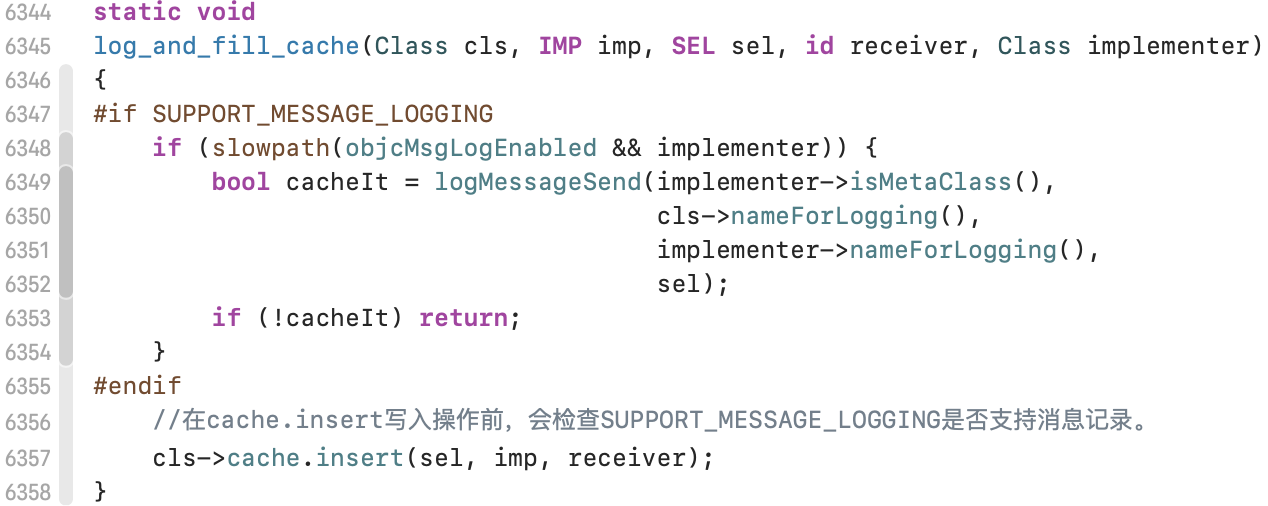 6344 static void
6345 log_and_fill_cache(Class cls, IMP imp, SEL sel, id receiver, Class implementer)
6346 {
6347 #if SUPPORT_MESSAGE_LOGGING
6348     if (slowpath(objcMsgLogEnabled && implementer)) {
6349         bool cacheIt = logMessageSend(implementer->isMetaClass(),
6350                                       cls->nameForLogging(),
6351                                       implementer->nameForLogging(),
6352                                       sel);
6353         if (!cacheIt) return;
6354     }
6355 #endif
6356     //在cache.insert写入操作前，会检查SUPPORT_MESSAGE_LOGGING是否支持消息记录。
6357     cls->cache.insert(sel, imp, receiver);
6358 }